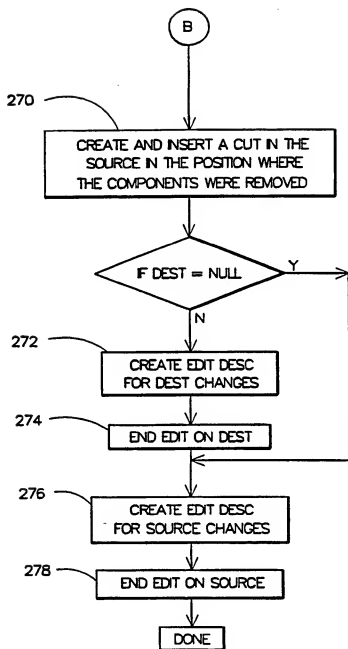 B
270
CREATE AND INSERT A CUT IN THE
SOURCE IN THE POSITION WHERE
THE COMPONENTS WERE REMOVED
IF DEST = NULL
Y
N
272
CREATE EDIT DESC
FOR DEST CHANGES
274
END EDIT ON DEST
276
CREATE EDIT DESC
FOR SOURCE CHANGES
278
END EDIT ON SOURCE
DONE